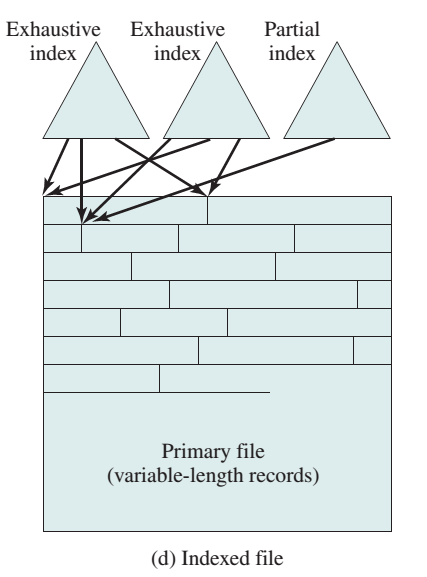 Exhaustive
index
Exhaustive
index
Partial
index
Primary file
(variable-length records)
(d) Indexed file